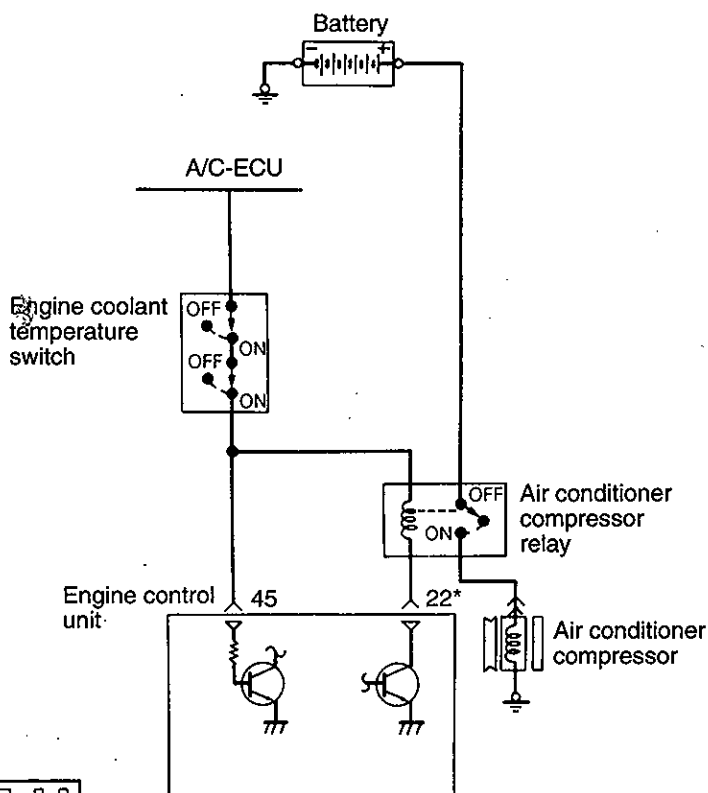 Battery
- +
A/C-ECU
Engine coolant
temperature
switch
OFF
ON
OFF
ON
OFF
ON
Air conditioner
compressor
relay
Engine control
unit
45
22*
Air conditioner
compressor